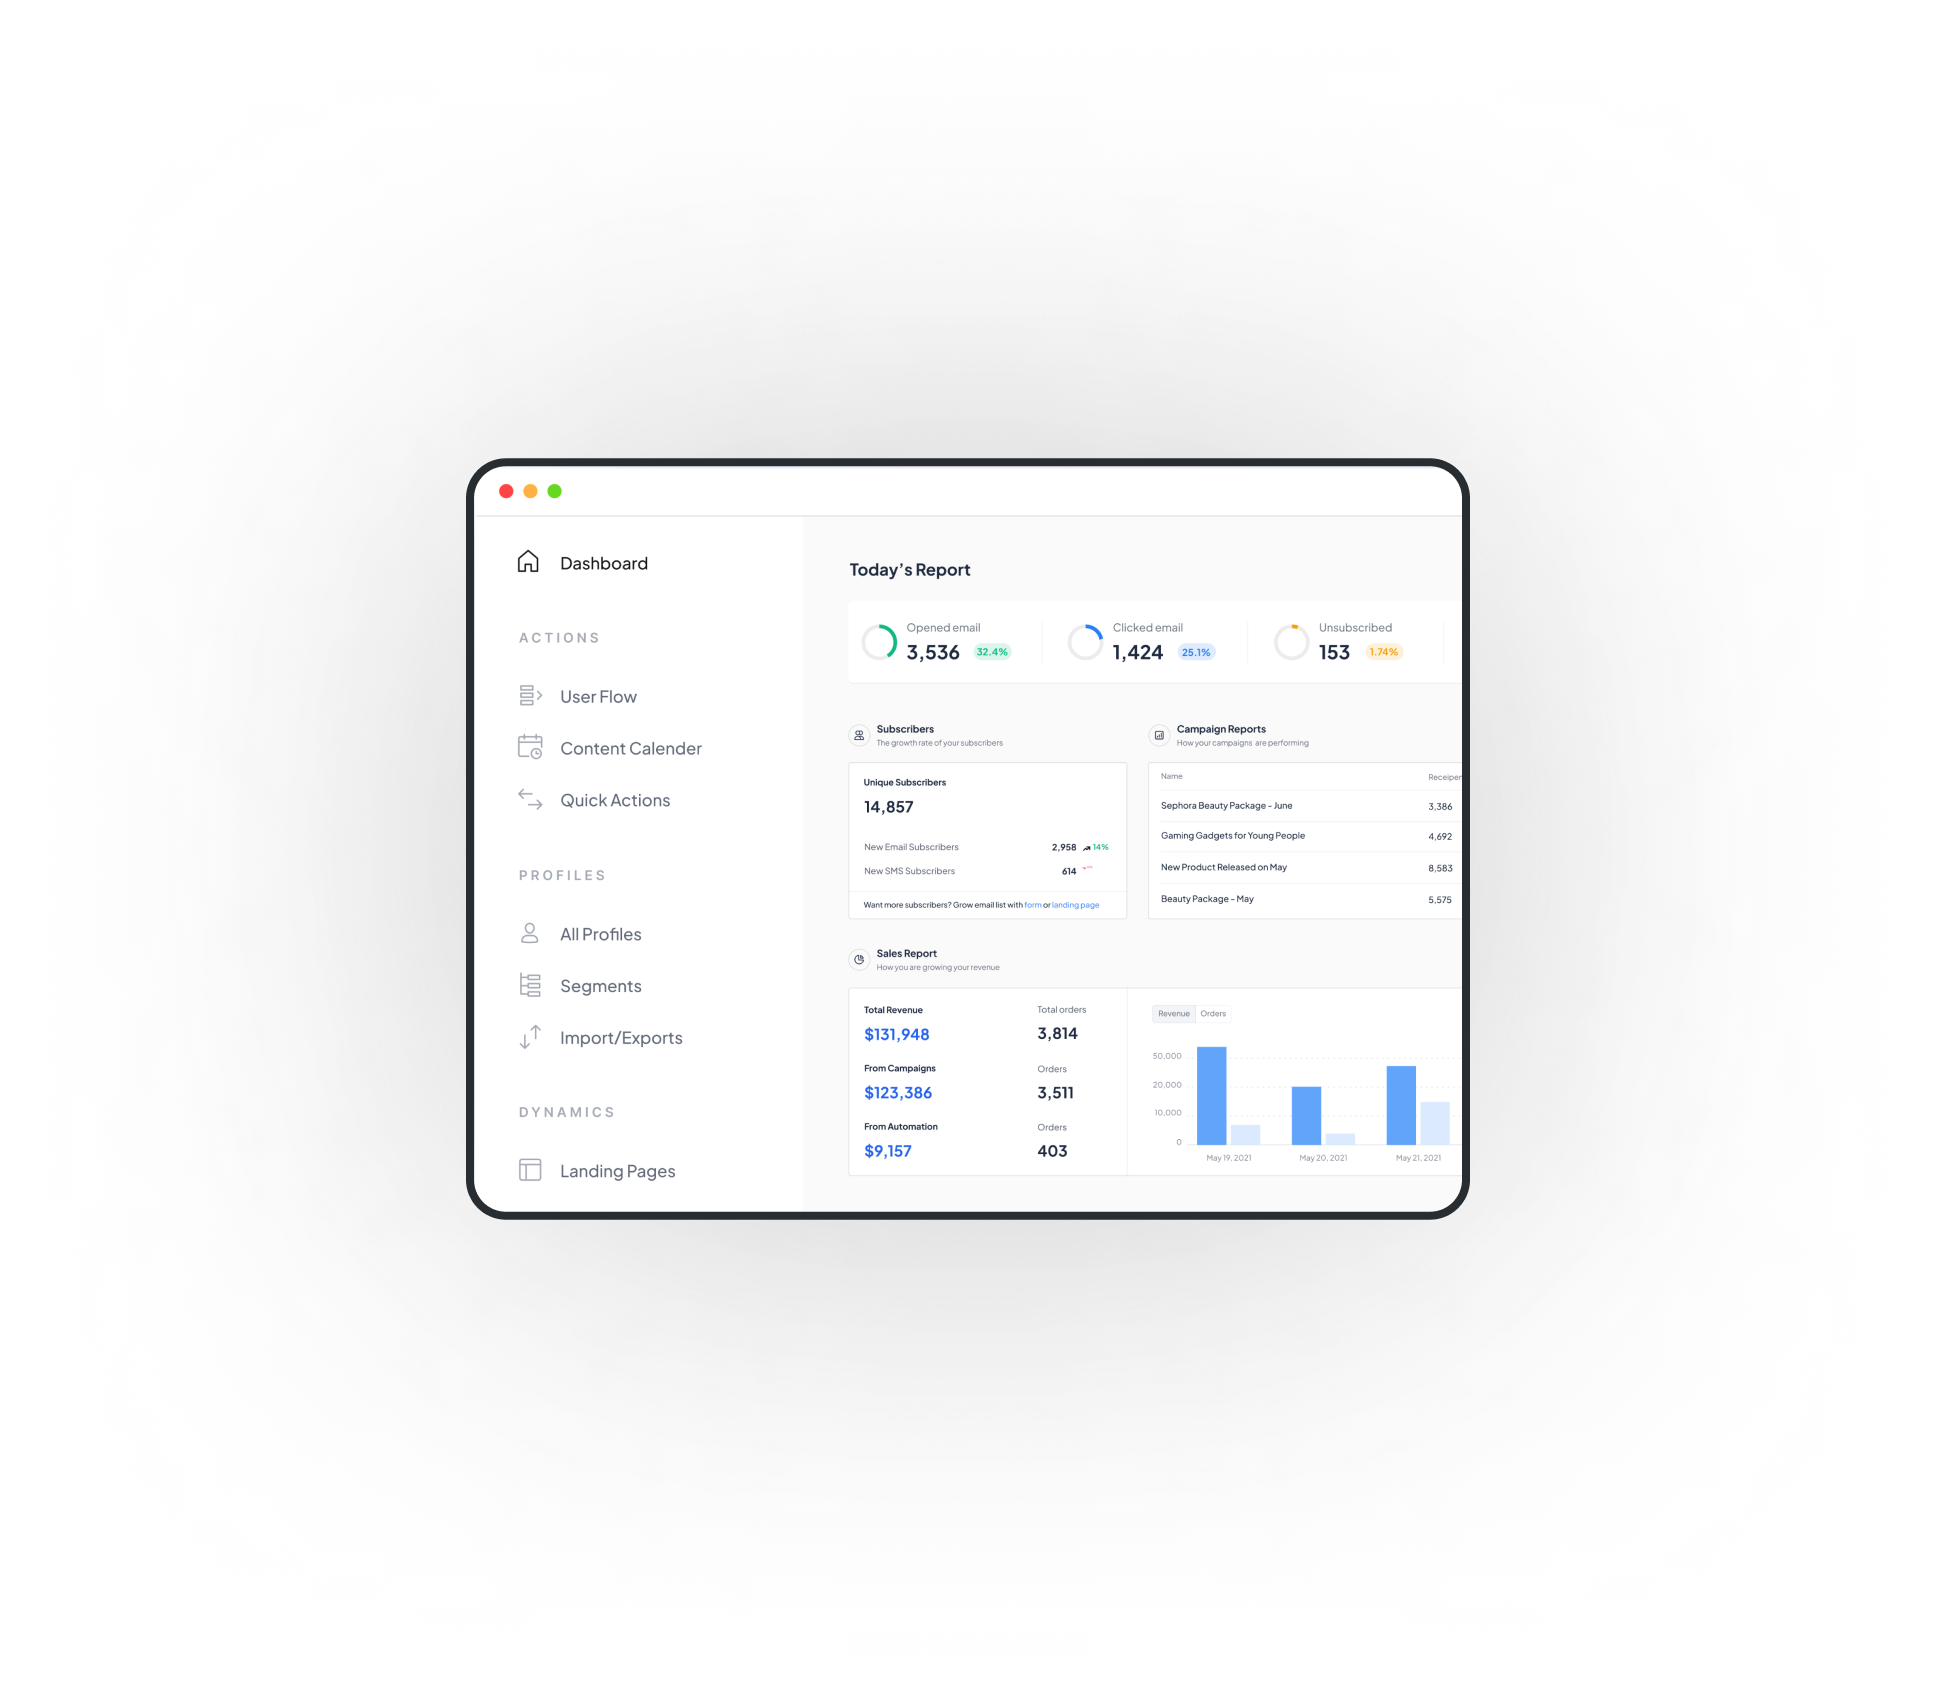 Dashboard
ACTIONS
User Flow
Content Calender
Quick Actions
PROFILES
All Profiles
Segments
Import/Exports
DYNAMICS
Landing Pages
Today’s Report
Opened email
3,536 32.4%
Clicked email
1,424 25.1%
Unsubscribed
153 1.74%
Subscribers
The growth rate of your subscribers
Unique Subscribers
14,857
New Email Subscribers 2,958 14%
New SMS Subscribers 614
Want more subscribers? Grow email list with form or landing page
Campaign Reports
How your campaigns are performing
Name Receipen
Sephora Beauty Package - June 3,386
Gaming Gadgets for Young People 4,692
New Product Released on May 8,583
Beauty Package - May 5,575
Sales Report
How you are growing your revenue
Total Revenue Total orders
$131,948 3,814
From Campaigns Orders
$123,386 3,511
From Automation Orders
$9,157 403
Revenue Orders
50,000
20,000
10,000
0
May 19, 2021 May 20, 2021 May 21, 2021